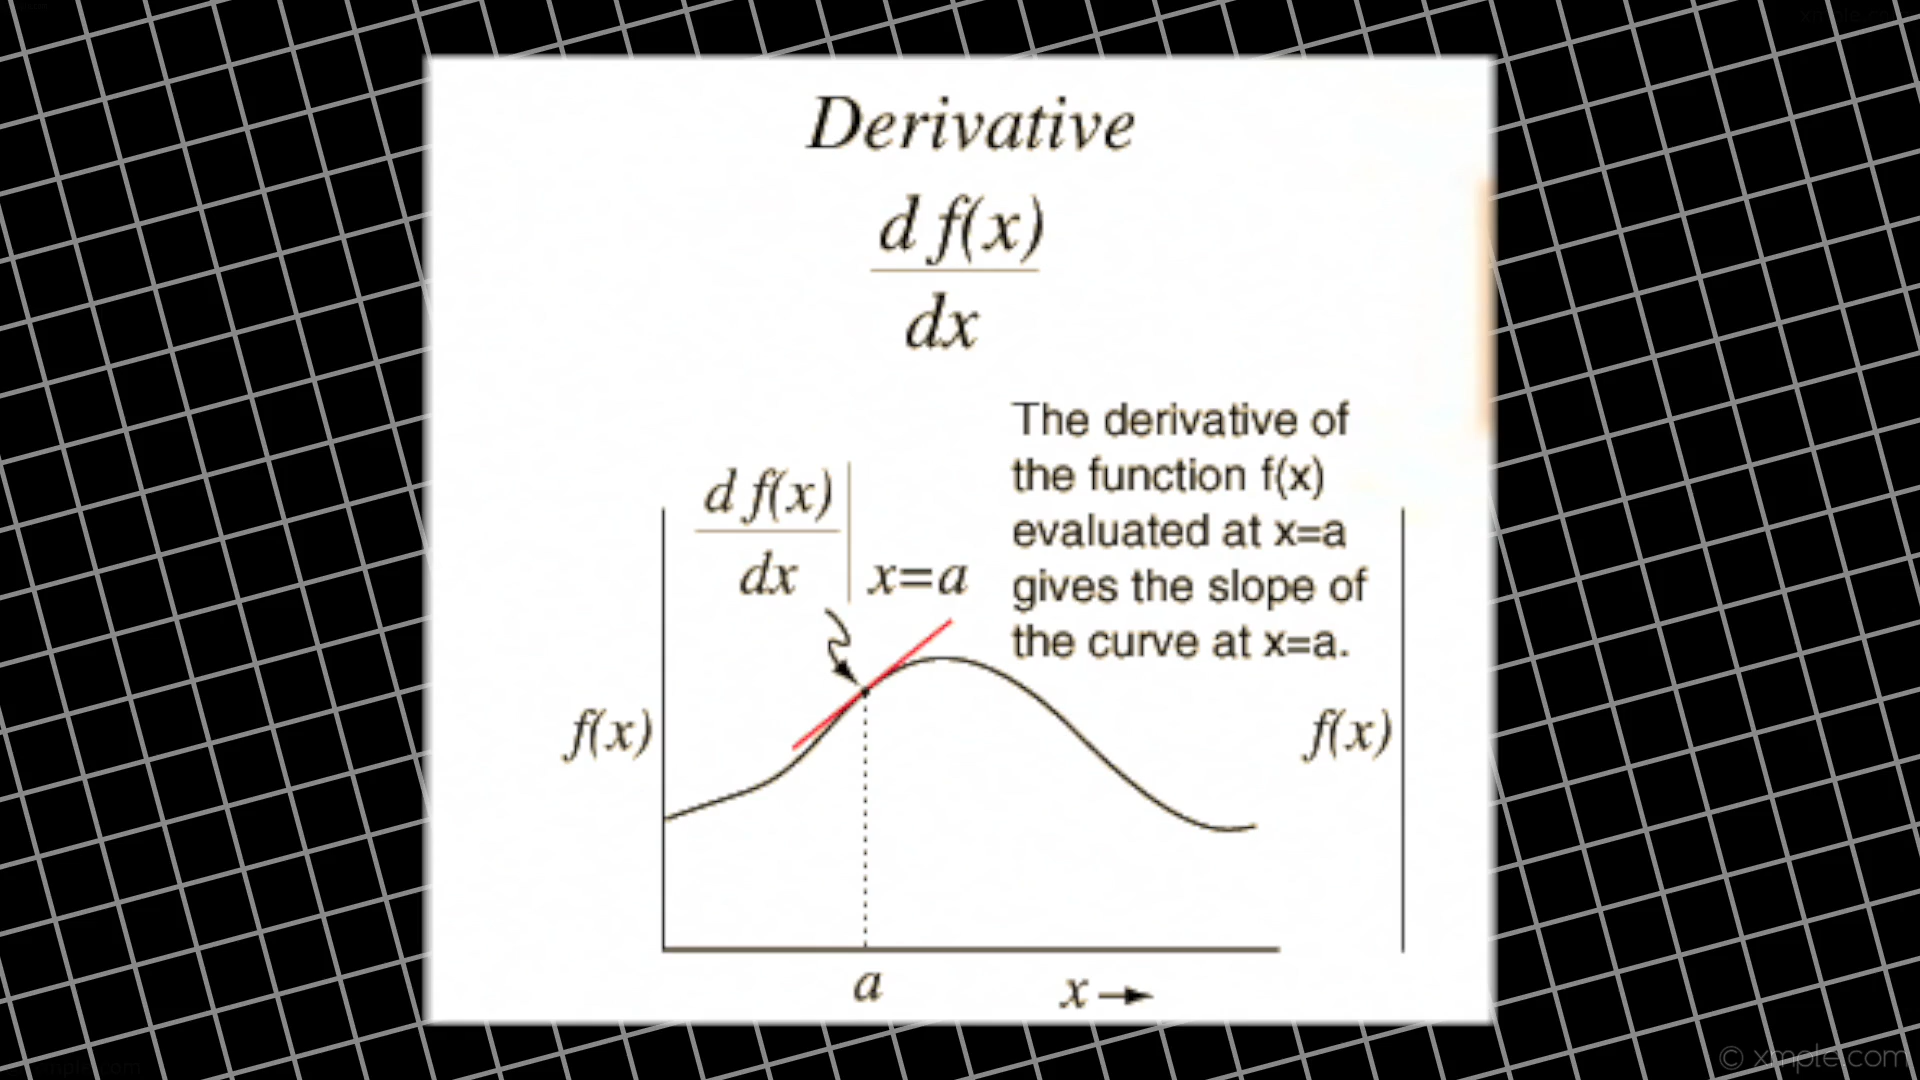 Derivative
d f(x)
dx
The derivative of
the function f(x)
evaluated at x=a
gives the slope of
the curve at x=a.
d f(x)
dx
x=a
f(x)
f(x)
a
x→
© xmple.com